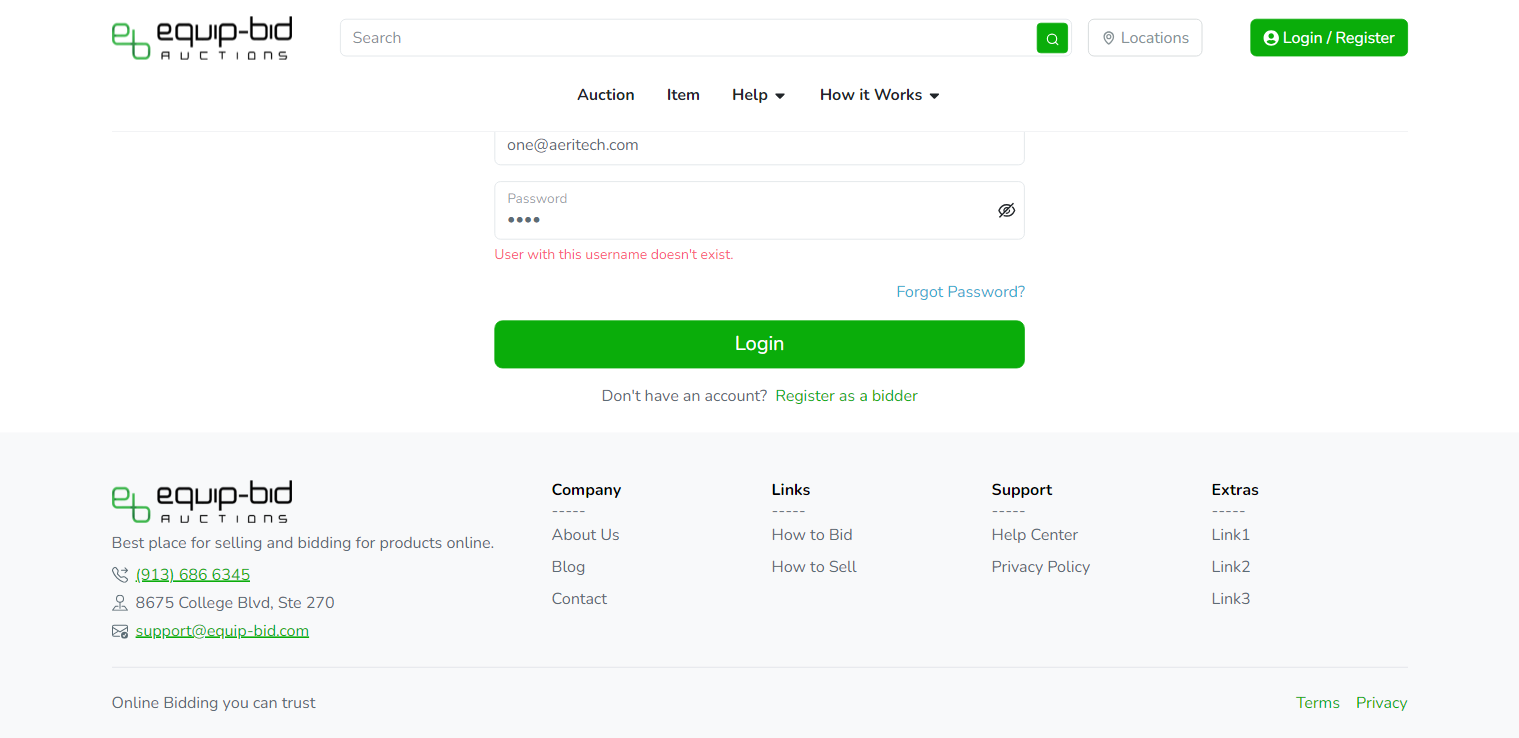 equip-bid
AUCTIONS
Search
Locations
Login / Register
Auction
Item
Help
How it Works
one@aeritech.com
Password
••••
User with this username doesn't exist.
Forgot Password?
Login
Don't have an account? Register as a bidder
equip-bid
AUCTIONS
Best place for selling and bidding for products online.
(913) 686 6345
8675 College Blvd, Ste 270
support@equip-bid.com
Company
-----
About Us
Blog
Contact
Links
-----
How to Bid
How to Sell
Support
-----
Help Center
Privacy Policy
Extras
-----
Link1
Link2
Link3
Online Bidding you can trust
Terms
Privacy